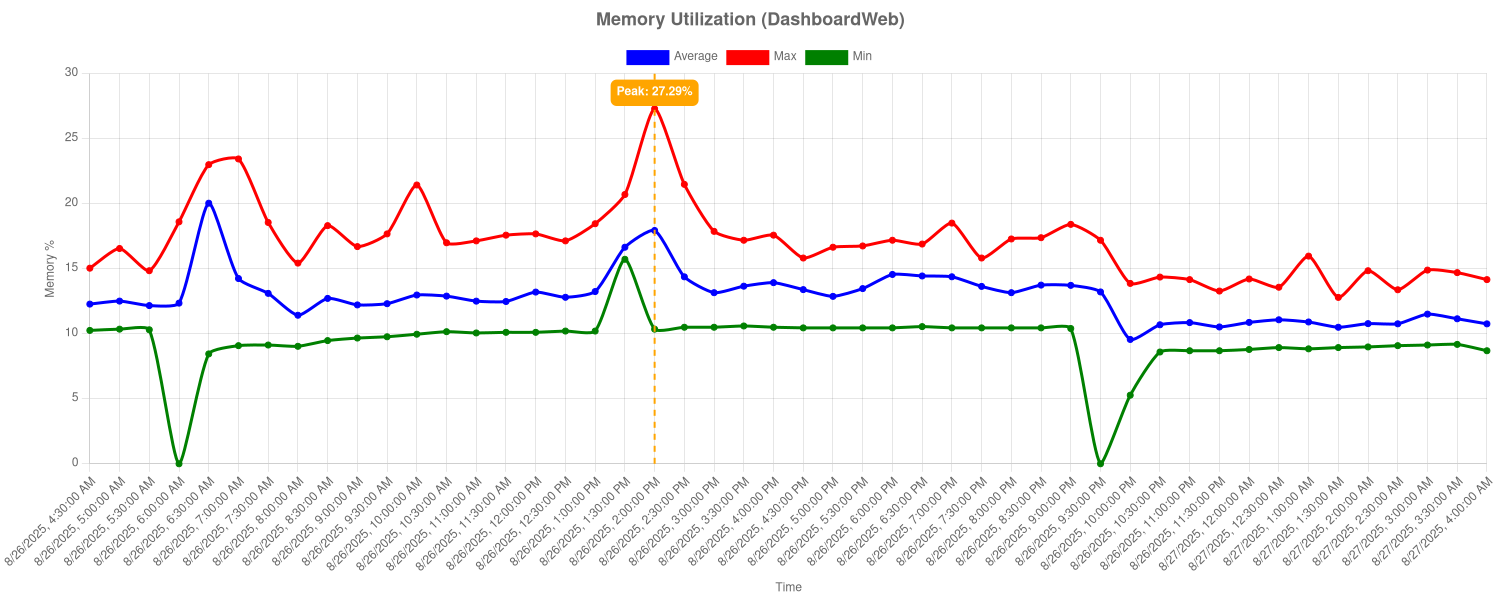 Memory Utilization (DashboardWeb)
Average Max Min
Peak: 27.29%
30
25
20
15
10
5
0
Memory %
8/26/2025, 4:30:00 AM
8/26/2025, 5:00:00 AM
8/26/2025, 5:30:00 AM
8/26/2025, 6:00:00 AM
8/26/2025, 6:30:00 AM
8/26/2025, 7:00:00 AM
8/26/2025, 7:30:00 AM
8/26/2025, 8:00:00 AM
8/26/2025, 8:30:00 AM
8/26/2025, 9:00:00 AM
8/26/2025, 9:30:00 AM
8/26/2025, 10:00:00 AM
8/26/2025, 10:30:00 AM
8/26/2025, 11:00:00 AM
8/26/2025, 11:30:00 AM
8/26/2025, 12:00:00 PM
8/26/2025, 12:30:00 PM
8/26/2025, 1:00:00 PM
8/26/2025, 1:30:00 PM
8/26/2025, 2:00:00 PM
8/26/2025, 2:30:00 PM
8/26/2025, 3:00:00 PM
8/26/2025, 3:30:00 PM
8/26/2025, 4:00:00 PM
8/26/2025, 4:30:00 PM
8/26/2025, 5:00:00 PM
8/26/2025, 5:30:00 PM
8/26/2025, 6:00:00 PM
8/26/2025, 6:30:00 PM
8/26/2025, 7:00:00 PM
8/26/2025, 7:30:00 PM
8/26/2025, 8:00:00 PM
8/26/2025, 8:30:00 PM
8/26/2025, 9:00:00 PM
8/26/2025, 9:30:00 PM
8/26/2025, 10:00:00 PM
8/26/2025, 10:30:00 PM
8/26/2025, 11:00:00 PM
8/26/2025, 11:30:00 PM
8/27/2025, 12:00:00 AM
8/27/2025, 12:30:00 AM
8/27/2025, 1:00:00 AM
8/27/2025, 1:30:00 AM
8/27/2025, 2:00:00 AM
8/27/2025, 2:30:00 AM
8/27/2025, 3:00:00 AM
8/27/2025, 3:30:00 AM
8/27/2025, 4:00:00 AM
Time